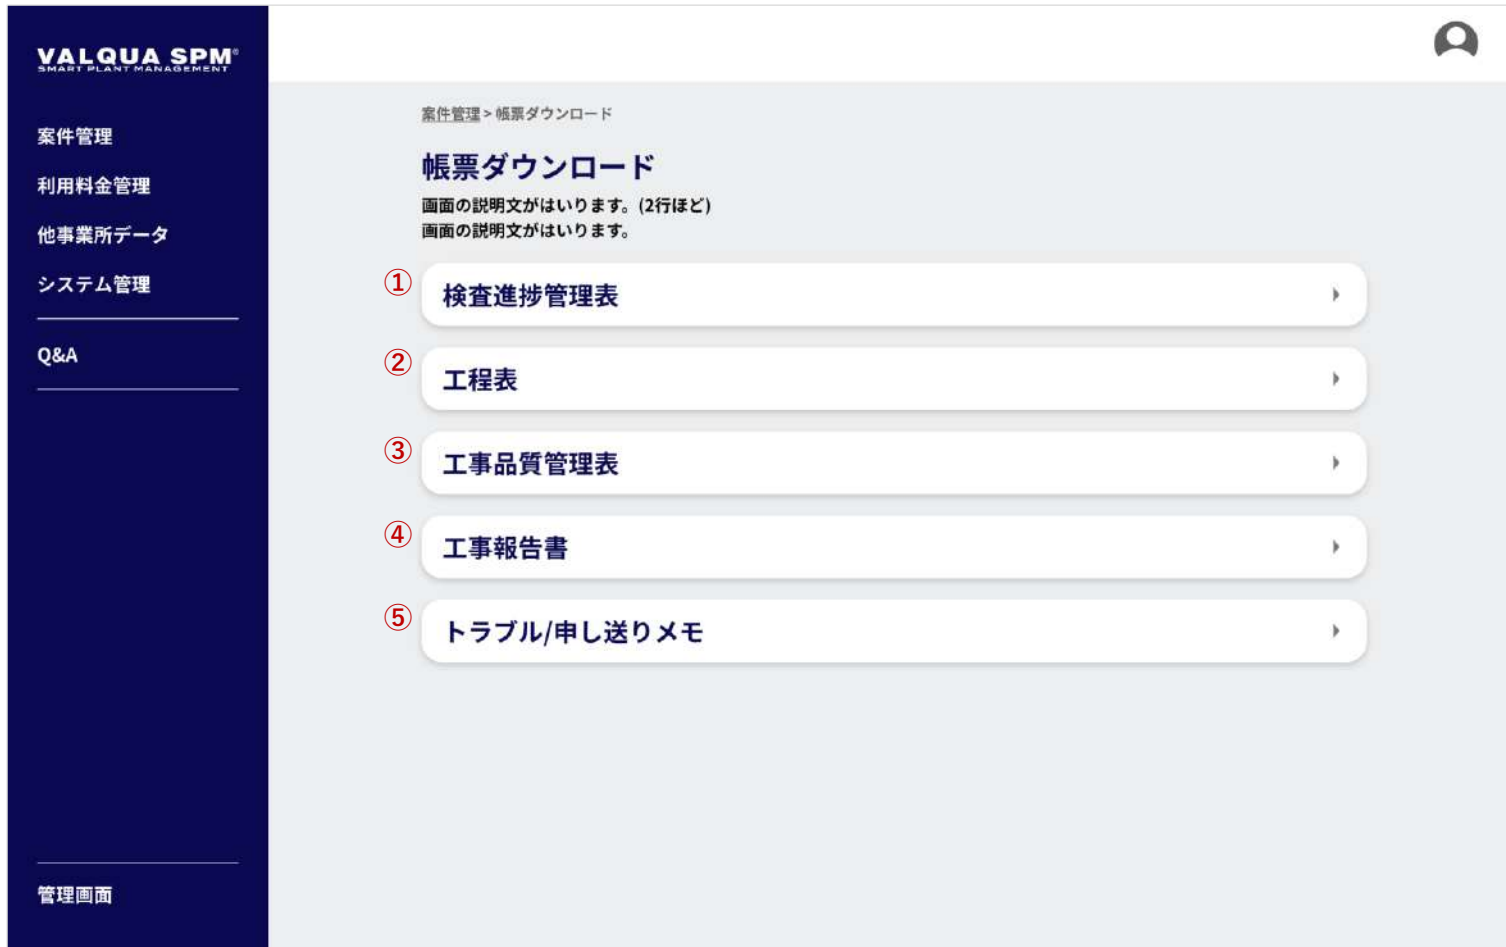 VALQUA SPM®
SMART PLANT MANAGEMENT
案件管理
利用料金管理
他事業所データ
システム管理
Q&A
管理画面
案件管理 > 帳票ダウンロード
帳票ダウンロード
画面の説明文がはいります。(2行ほど)
画面の説明文がはいります。
① 検査進捗管理表
② 工程表
③ 工事品質管理表
④ 工事報告書
⑤ トラブル/申し送りメモ